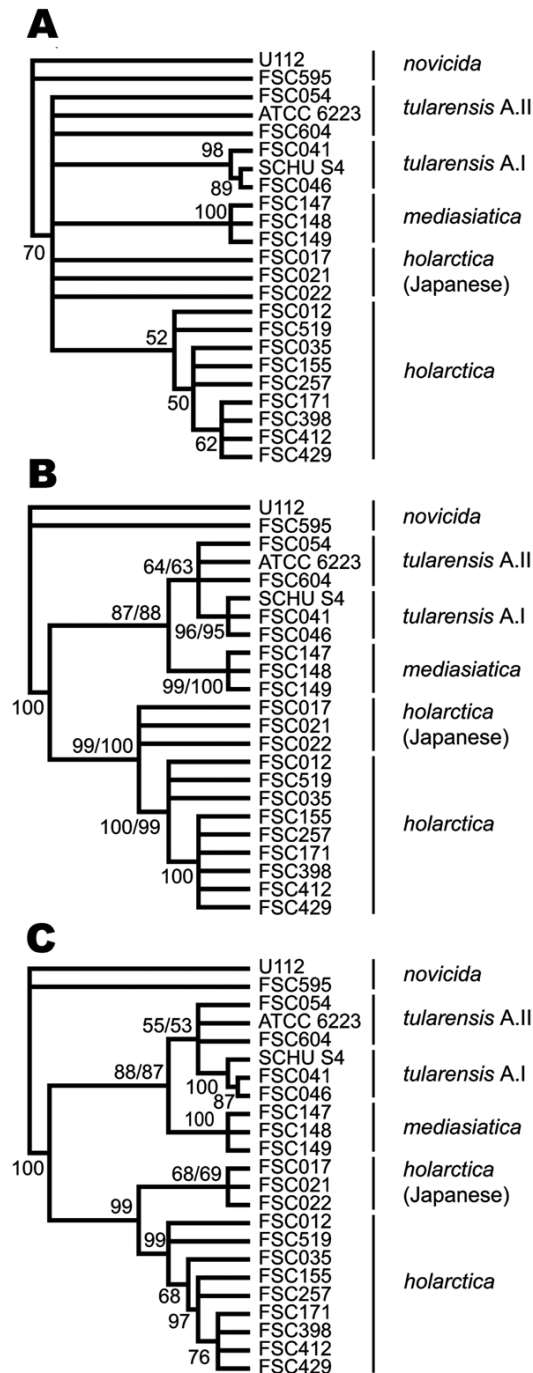 A
U112
FSC595
novicida
FSC054
ATCC 6223
FSC604
tularensis A.II
98
FSC041
SCHU S4
89
FSC046
tularensis A.I
FSC147
100
FSC148
FSC149
mediasiatica
70
FSC017
FSC021
FSC022
holarctica
(Japanese)
FSC012
52
FSC519
FSC035
FSC155
FSC257
50
FSC171
FSC398
FSC412
62
FSC429
holarctica
B
U112
FSC595
novicida
FSC054
64/63
ATCC 6223
FSC604
tularensis A.II
87/88
SCHU S4
FSC041
96/95
FSC046
tularensis A.I
FSC147
FSC148
99/100
FSC149
mediasiatica
100
FSC017
FSC021
99/100
FSC022
holarctica
(Japanese)
FSC012
FSC519
FSC035
100/99
FSC155
FSC257
FSC171
100
FSC398
FSC412
FSC429
holarctica
C
U112
FSC595
novicida
FSC054
55/53
ATCC 6223
FSC604
tularensis A.II
88/87
SCHU S4
100
FSC041
87
FSC046
tularensis A.I
FSC147
100
FSC148
FSC149
mediasiatica
100
68/69
FSC017
FSC021
FSC022
holarctica
(Japanese)
99
FSC012
99
FSC519
FSC035
68
FSC155
FSC257
97
FSC171
FSC398
76
FSC412
FSC429
holarctica